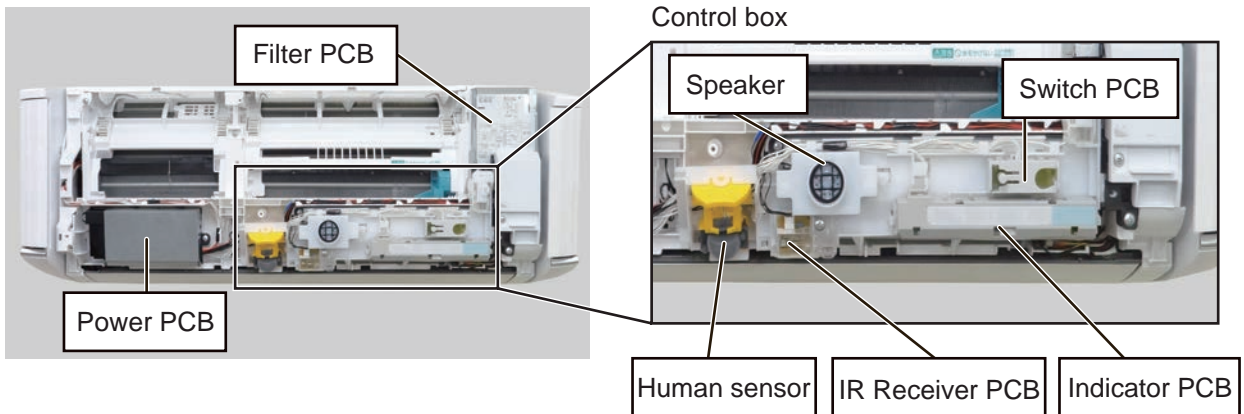 Control box
Filter PCB
Speaker
Switch PCB
Power PCB
Human sensor
IR Receiver PCB
Indicator PCB